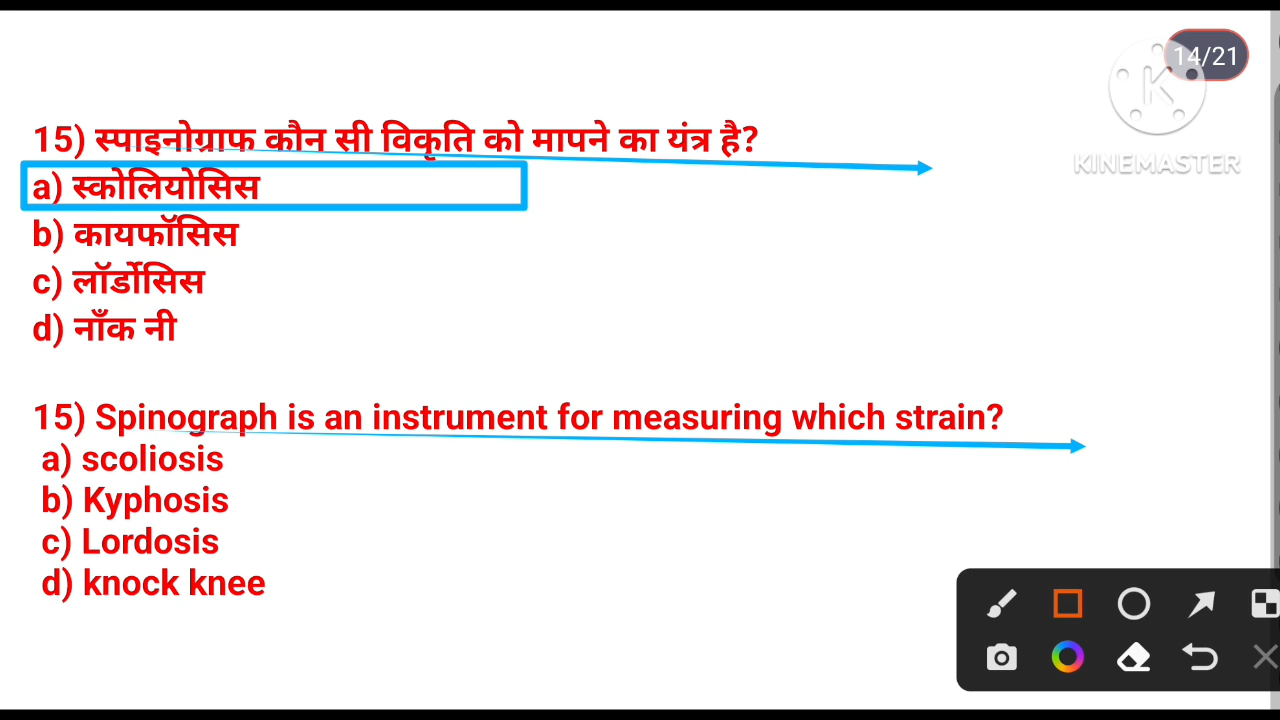 14/21
KINEMASTER
15) स्पाइनोग्राफ कौन सी विकृति को मापने का यंत्र है?
a) स्कोलियोसिस
b) कायफॉसिस
c) लॉर्डोसिस
d) नाँक नी
15) Spinograph is an instrument for measuring which strain?
a) scoliosis
b) Kyphosis
c) Lordosis
d) knock knee